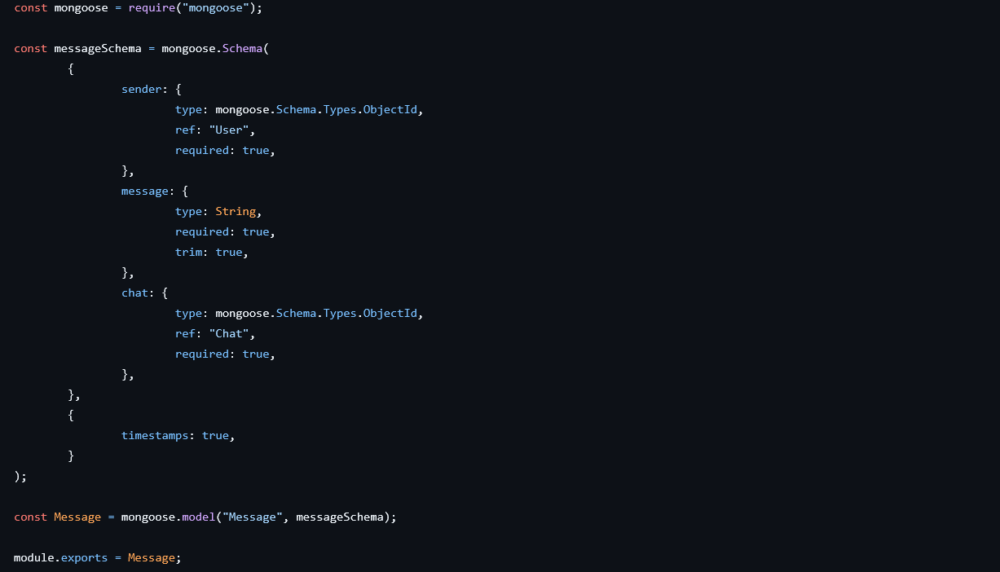 const mongoose = require("mongoose");
const messageSchema = mongoose.Schema(
{
sender: {
type: mongoose.Schema.Types.ObjectId,
ref: "User",
required: true,
},
message: {
type: String,
required: true,
trim: true,
},
chat: {
type: mongoose.Schema.Types.ObjectId,
ref: "Chat",
required: true,
},
},
{
timestamps: true,
}
);
const Message = mongoose.model("Message", messageSchema);
module.exports = Message;